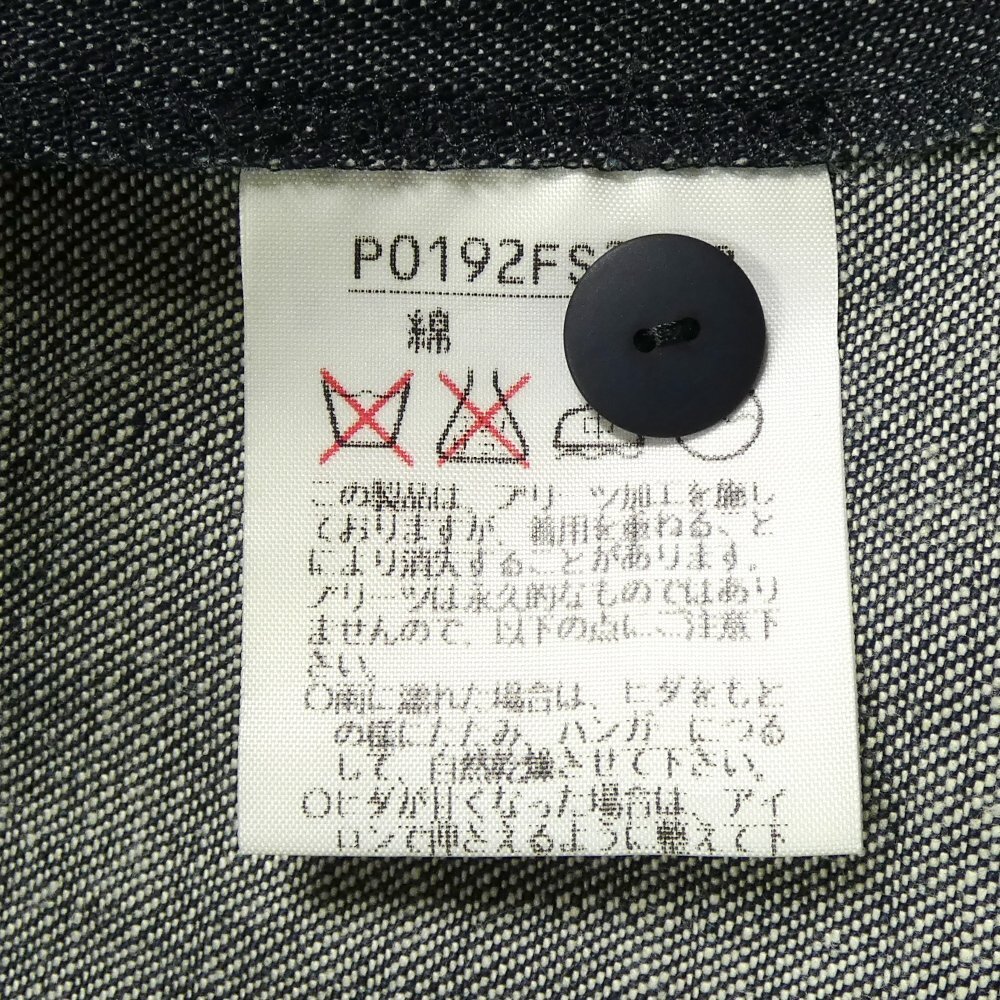 P0192FS
綿
この製品は、プリーツ加工を施し
ておりますが、着用を重ねること
により消失することがあります。
プリーツは永久的なものではあり
ませんので、以下の点にご注意下
さい。
○雨に濡れた場合は、ヒダをもと
の様にたたみ、ハンガーにつる
して、自然乾燥させて下さい。
○ヒダが甘くなった場合は、アイ
ロンで押さえるように整えて下